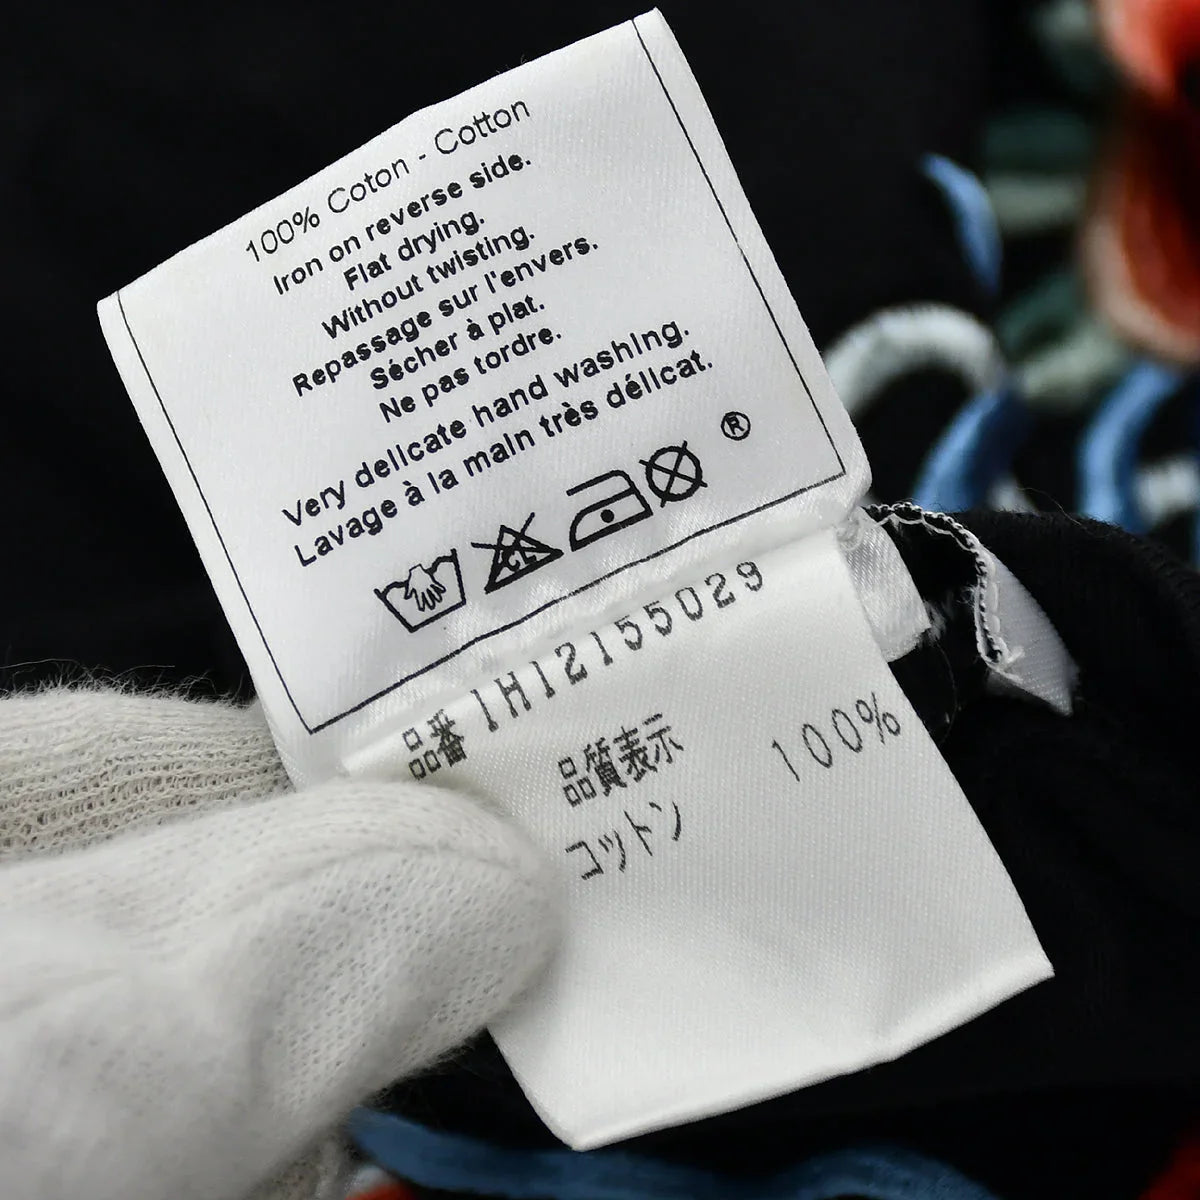 100% Coton - Cotton
Iron on reverse side.
Flat drying.
Without twisting.
Repassage sur l'envers.
Sécher à plat.
Ne pas tordre.
Very delicate hand washing.
Lavage à la main très délicat.
CL
®
品番 1H12155029
品質表示
コットン 100%